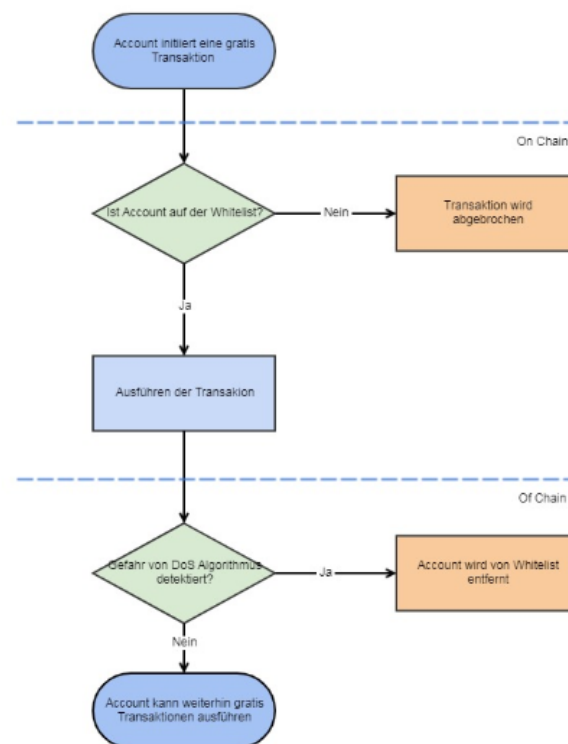 Account initiiert eine gratis
Transaktion
On Chain
Ist Account auf der Whitelist?
Nein
Transaktion wird
abgebrochen
Ja
Ausführen der Transakion
Of Chain
Gefahr von DoS Algorithmus
detektiert?
Ja
Account wird von Whitelist
entfernt
Nein
Account kann weiterhin gratis
Transaktionen ausführen